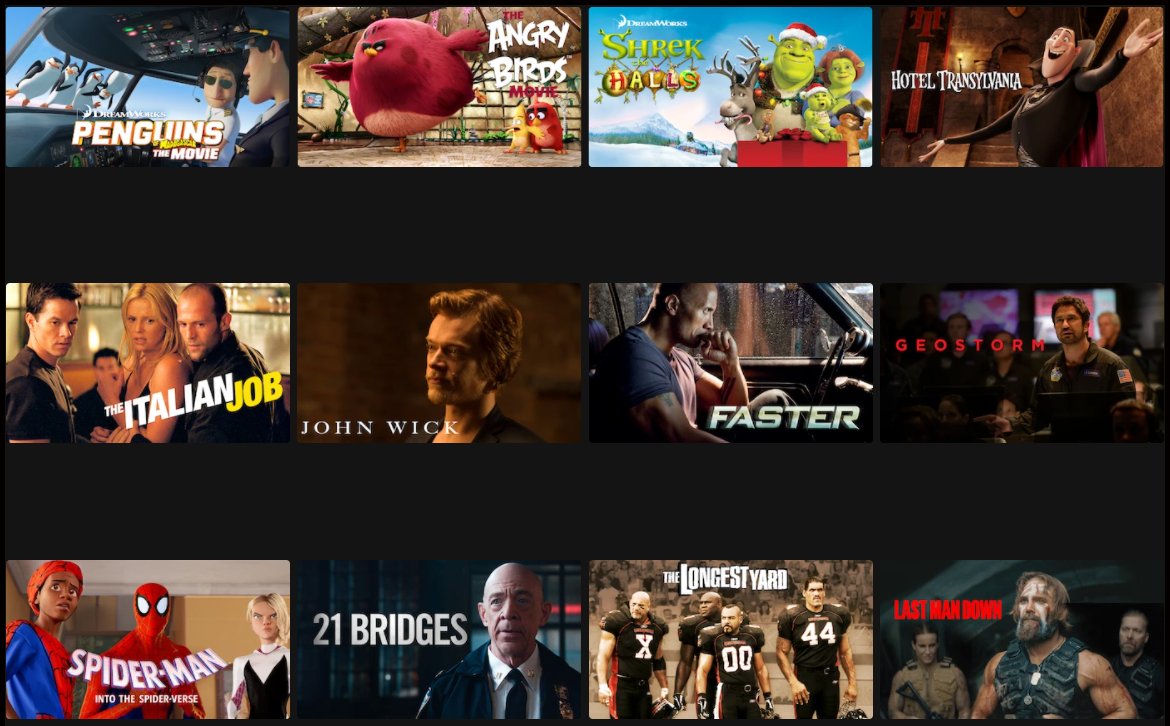 DREAMWORKS
PENGUINS
OF MADAGASCAR
THE MOVIE
THE
ANGRY
BIRDS
MOVIE
DREAMWORKS
SHREK
THE
HALLS
HOTEL TRANSYLVANIA
THE ITALIAN JOB
JOHN WICK
FASTER
GEOSTORM
SPIDER-MAN
INTO THE SPIDER-VERSE
21 BRIDGES
THE LONGEST YARD
X
00
44
LAST MAN DOWN